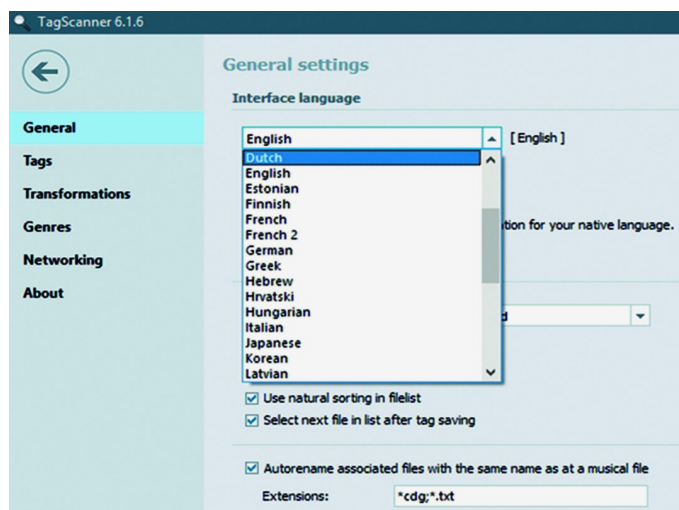 TagScanner 6.1.6
General settings
Interface language
General
Tags
Transformations
Genres
Networking
About
English
[ English ]
Dutch
English
Estonian
Finnish
French
French 2
German
Greek
Hebrew
Hrvatski
Hungarian
Italian
Japanese
Korean
Latvian
for your native language.
Use natural sorting in filelist
Select next file in list after tag saving
Autorename associated files with the same name as at a musical file
Extensions:
*cdg;*.txt